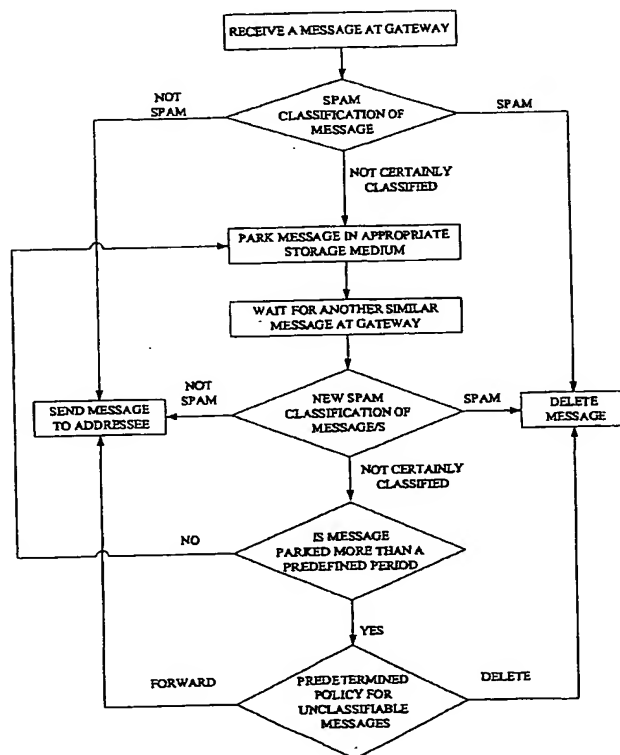 RECEIVE A MESSAGE AT GATEWAY
NOT
SPAM
SPAM
CLASSIFICATION OF
MESSAGE
SPAM
NOT CERTAINLY
CLASSIFIED
PARK MESSAGE IN APPROPRIATE
STORAGE MEDIUM
WAIT FOR ANOTHER SIMILAR
MESSAGE AT GATEWAY
NOT
SPAM
NEW SPAM
CLASSIFICATION OF
MESSAGE/S
SPAM
SEND MESSAGE
TO ADDRESSEE
DELETE
MESSAGE
NOT CERTAINLY
CLASSIFIED
NO
IS MESSAGE
PARKED MORE THAN A
PREDEFINED PERIOD
YES
FORWARD
PREDETERMINED
POLICY FOR
UNCLASSIFIABLE
MESSAGES
DELETE